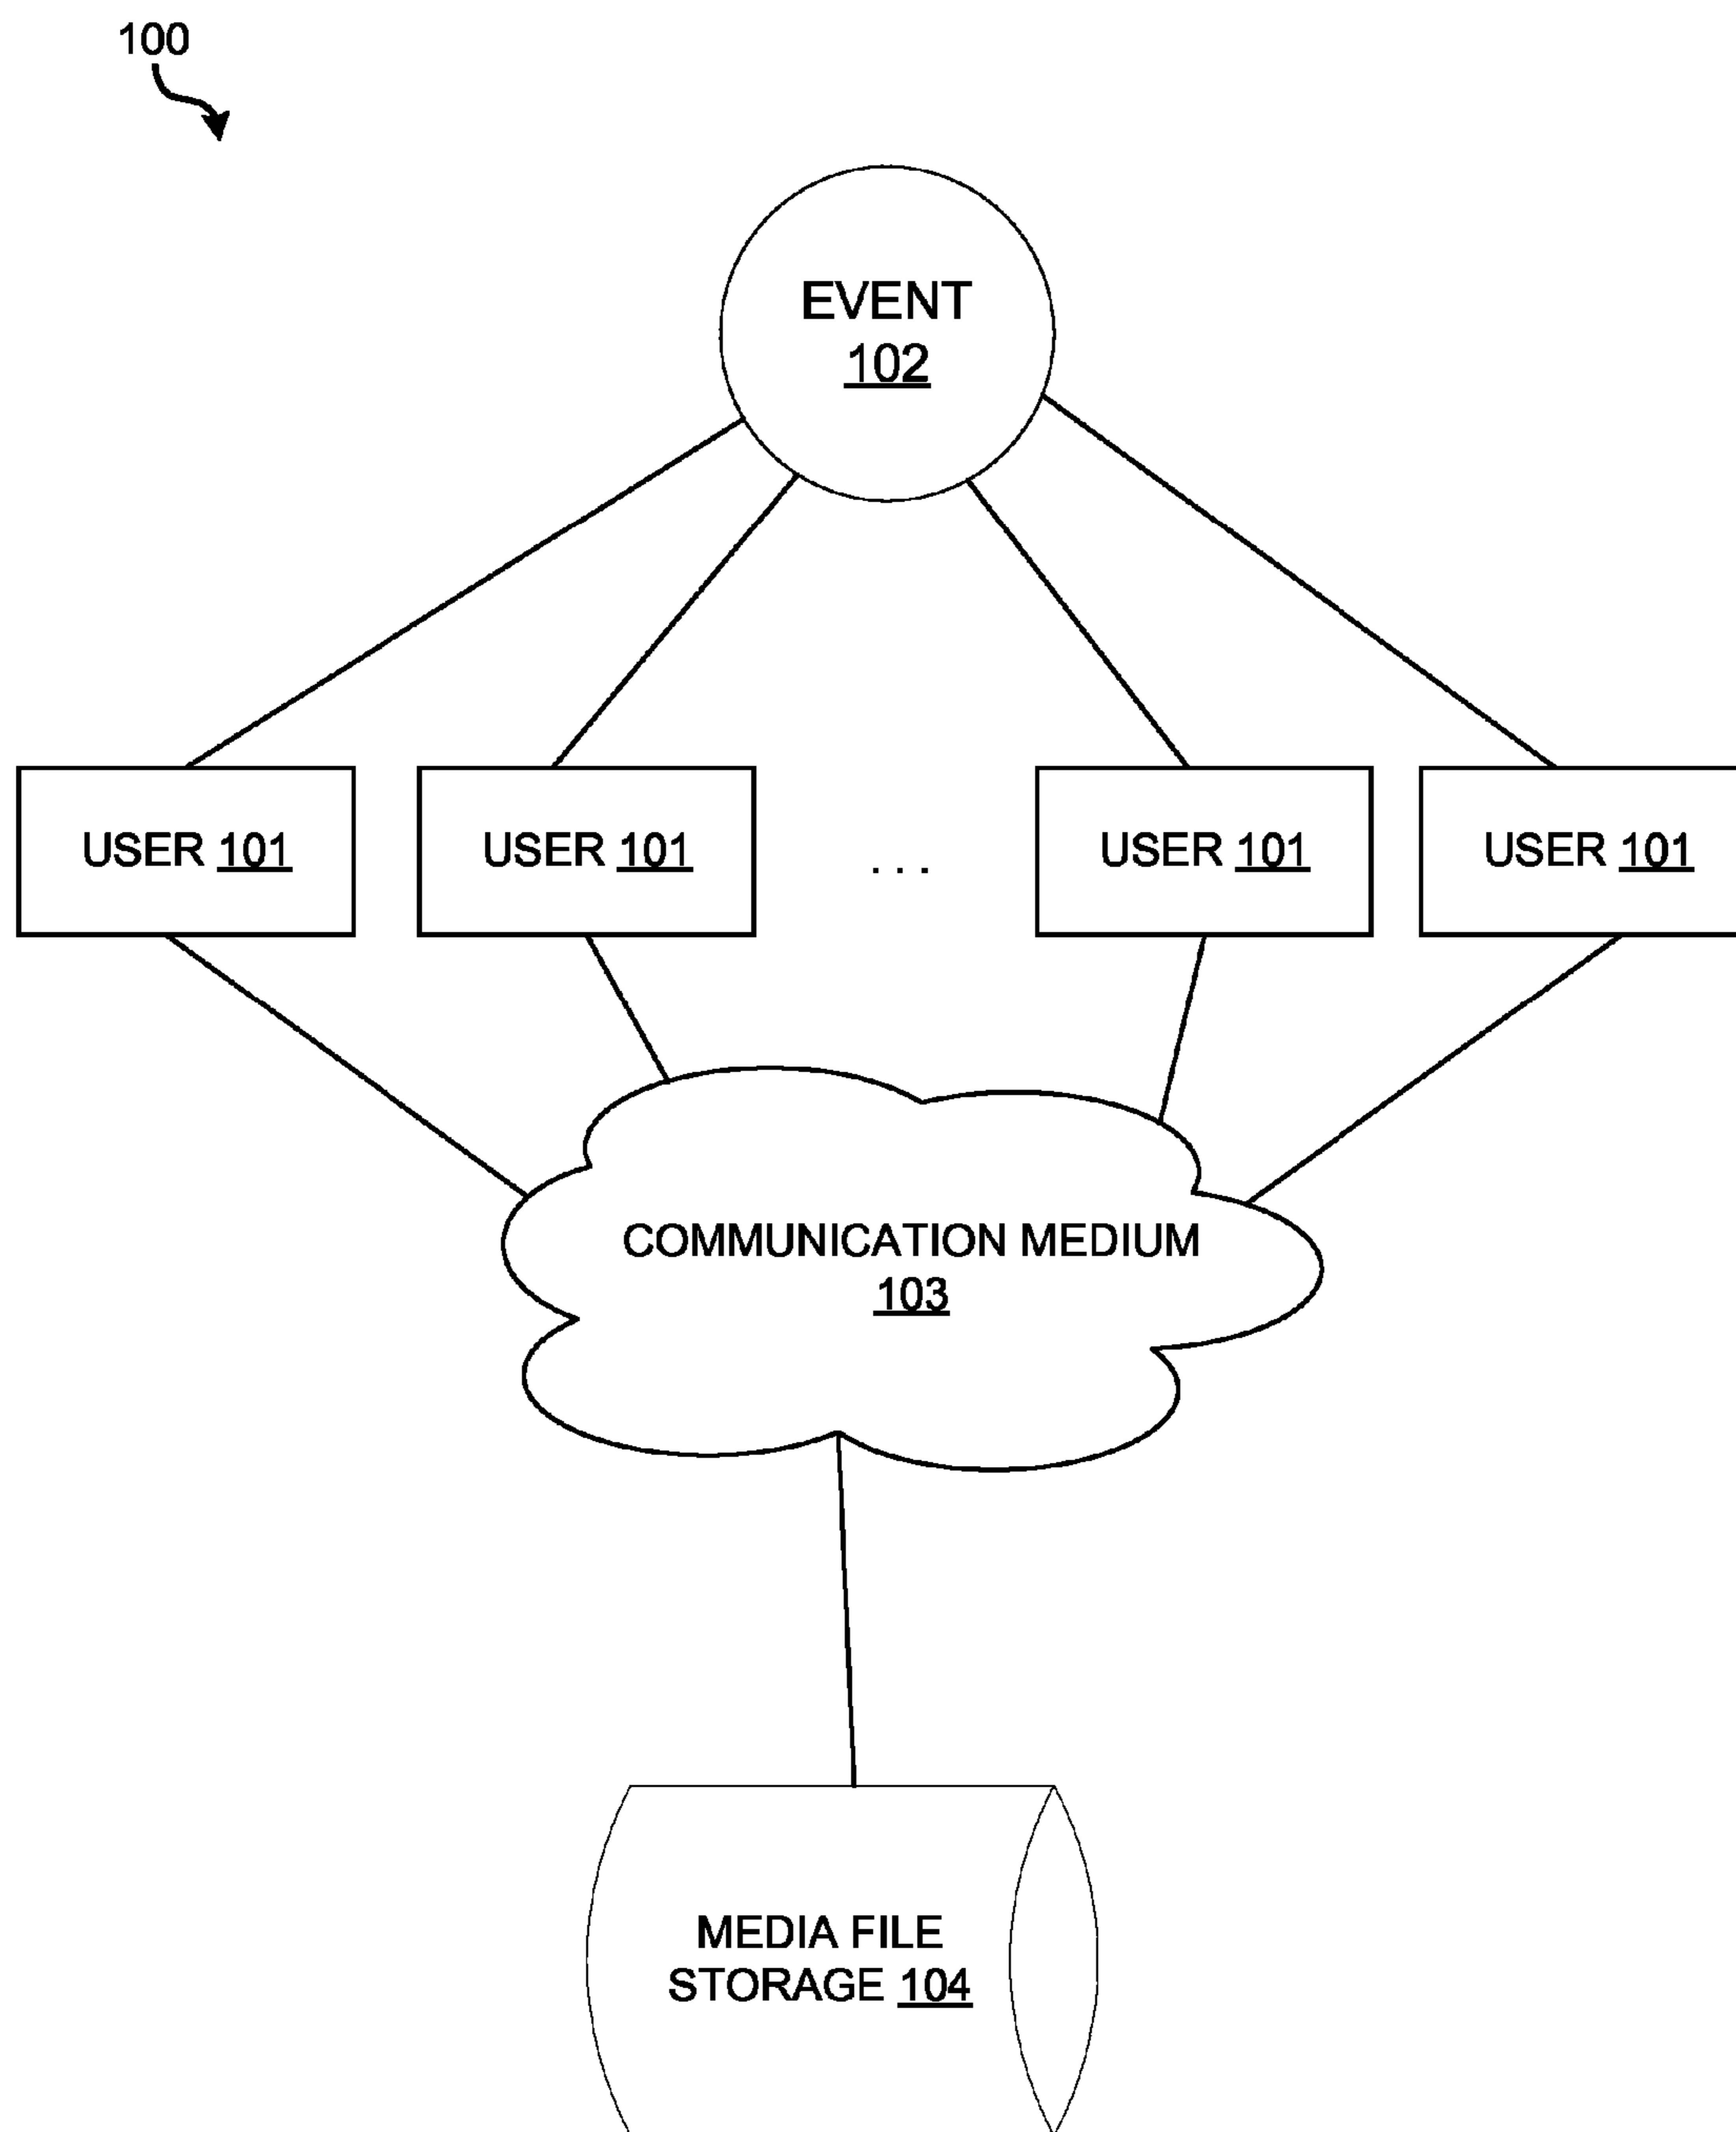 100
EVENT
102
USER 101
USER 101
. . .
USER 101
USER 101
COMMUNICATION MEDIUM
103
MEDIA FILE
STORAGE 104